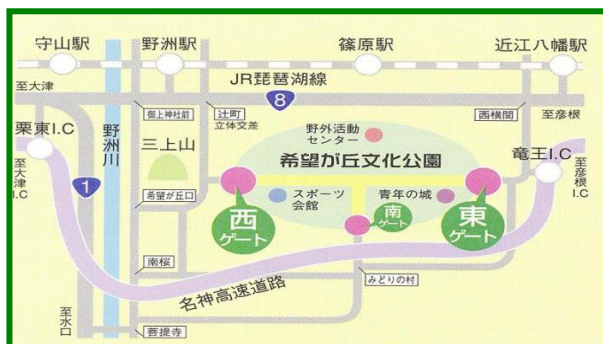 守山駅
野洲駅
篠原駅
近江八幡駅
JR琵琶湖線
至大津
8
御上神社前
辻町
立体交差
西横関
至彦根
栗東I.C
野洲川
三上山
野外活動
センター
希望が丘文化公園
竜王I.C
至大津I.C
至彦根I.C
1
希望が丘口
西
ゲート
スポーツ
会館
青年の城
南
ゲート
東
ゲート
南桜
名神高速道路
みどりの村
至水口
菩提寺